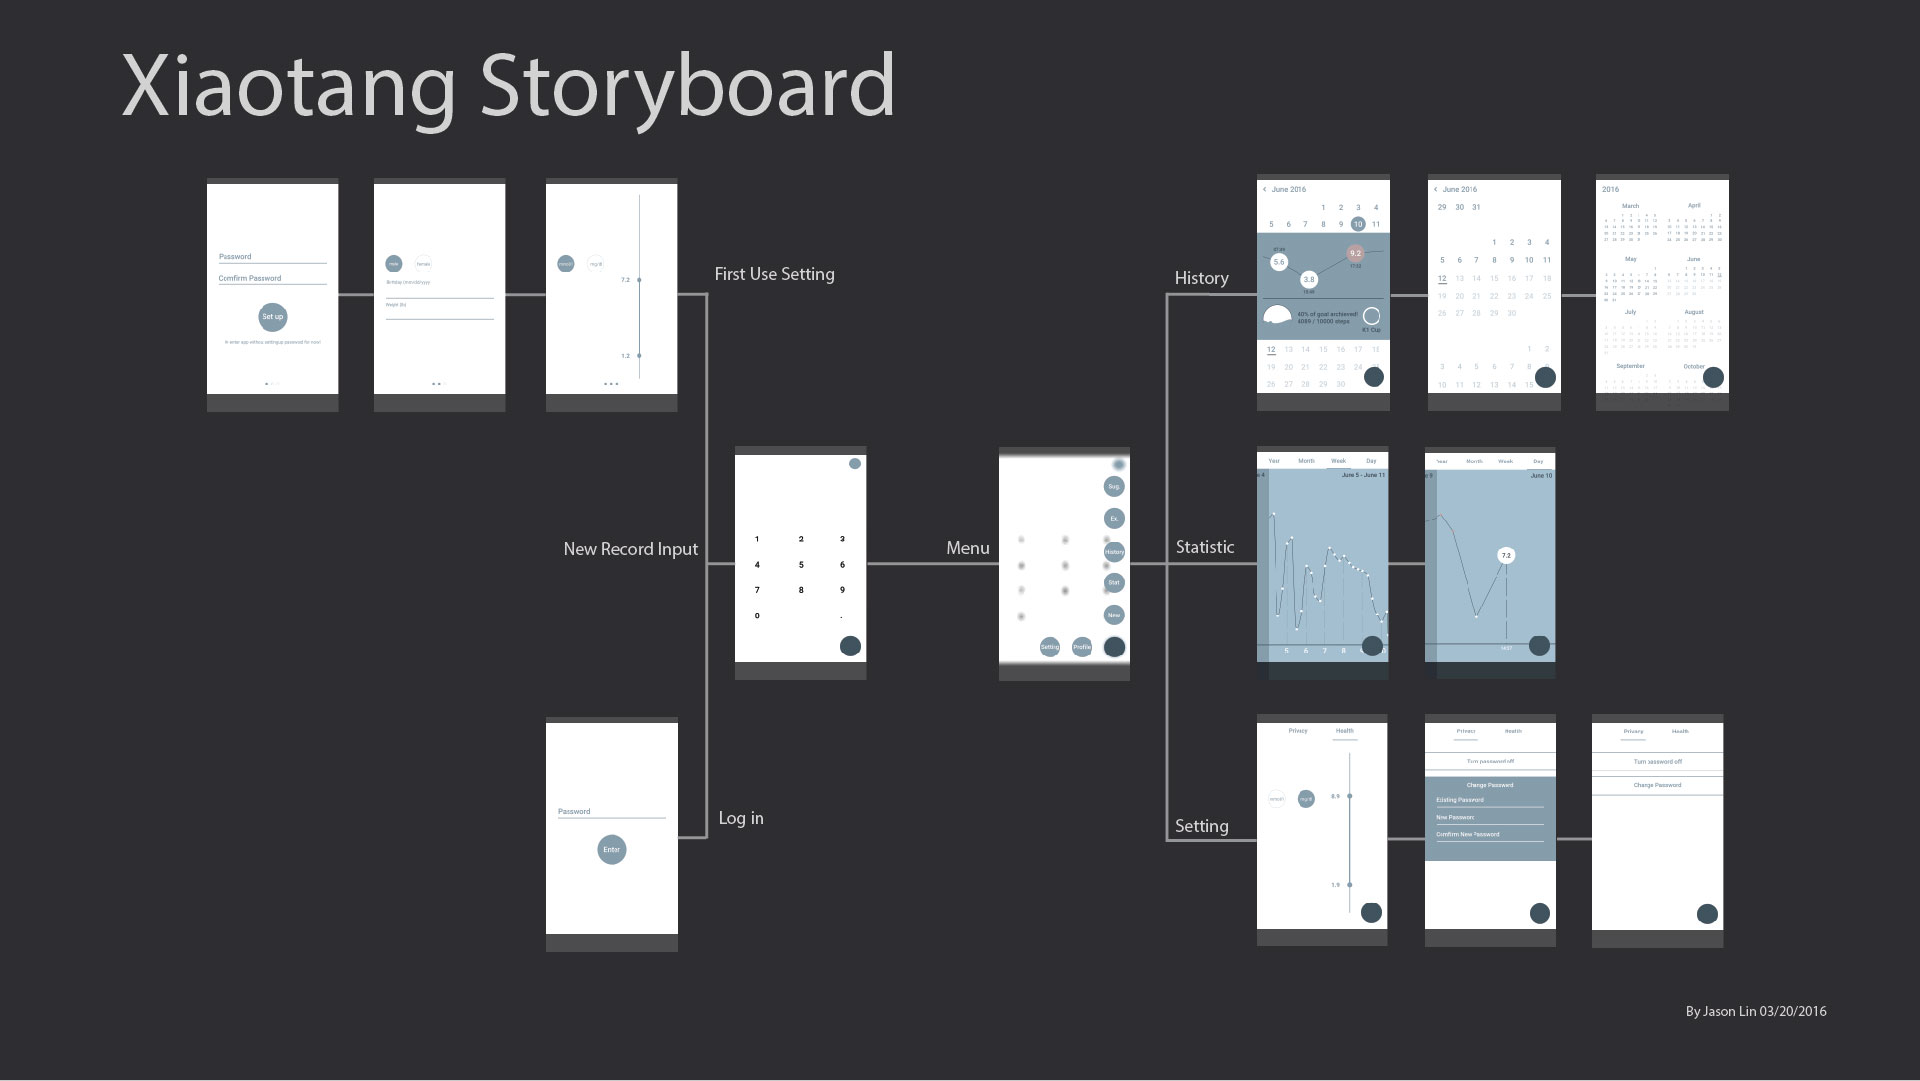 Xiaotang Storyboard
Password
Comfirm Password
Set up
male female
Birthday (mm/dd/yyyy
Weight (lb)
mmol/l mg/dl
7.2
1.2
First Use Setting
New Record Input
1 2 3
4 5 6
7 8 9
0 .
Log in
Password
Enter
Menu
Sug.
Ex.
History
Stat
New
Setting Profile
History
June 2016
1 2 3 4
5 6 7 8 9 10 11
5.6
3.8
9.2
40% of goal archieved!
4089 / 10000 steps
12 13 14 15 16 17 18
19 20 21 22 23 24
26 27 28 29 30
June 2016
29 30 31
1 2 3 4
5 6 7 8 9 10 11
12 13 14 15 16 17 18
19 20 21 22 23 24 25
26 27 28 29 30
1 2
3 4 5 6 7 8
10 11 12 13 14 15
2016
March April
May June
July August
September October
Statistic
Year Month Week Day
June 5 - June 11
5 6 7 8
Year Month Week Day
June 10
7.2
14:27
Setting
Privacy Health
mmol/l mg/dl
8.9
1.9
Privacy Health
Turn password off
Change Password
Existing Password
New Password
Comfirm New Password
Privacy Health
Turn password off
Change Password
By Jason Lin 03/20/2016